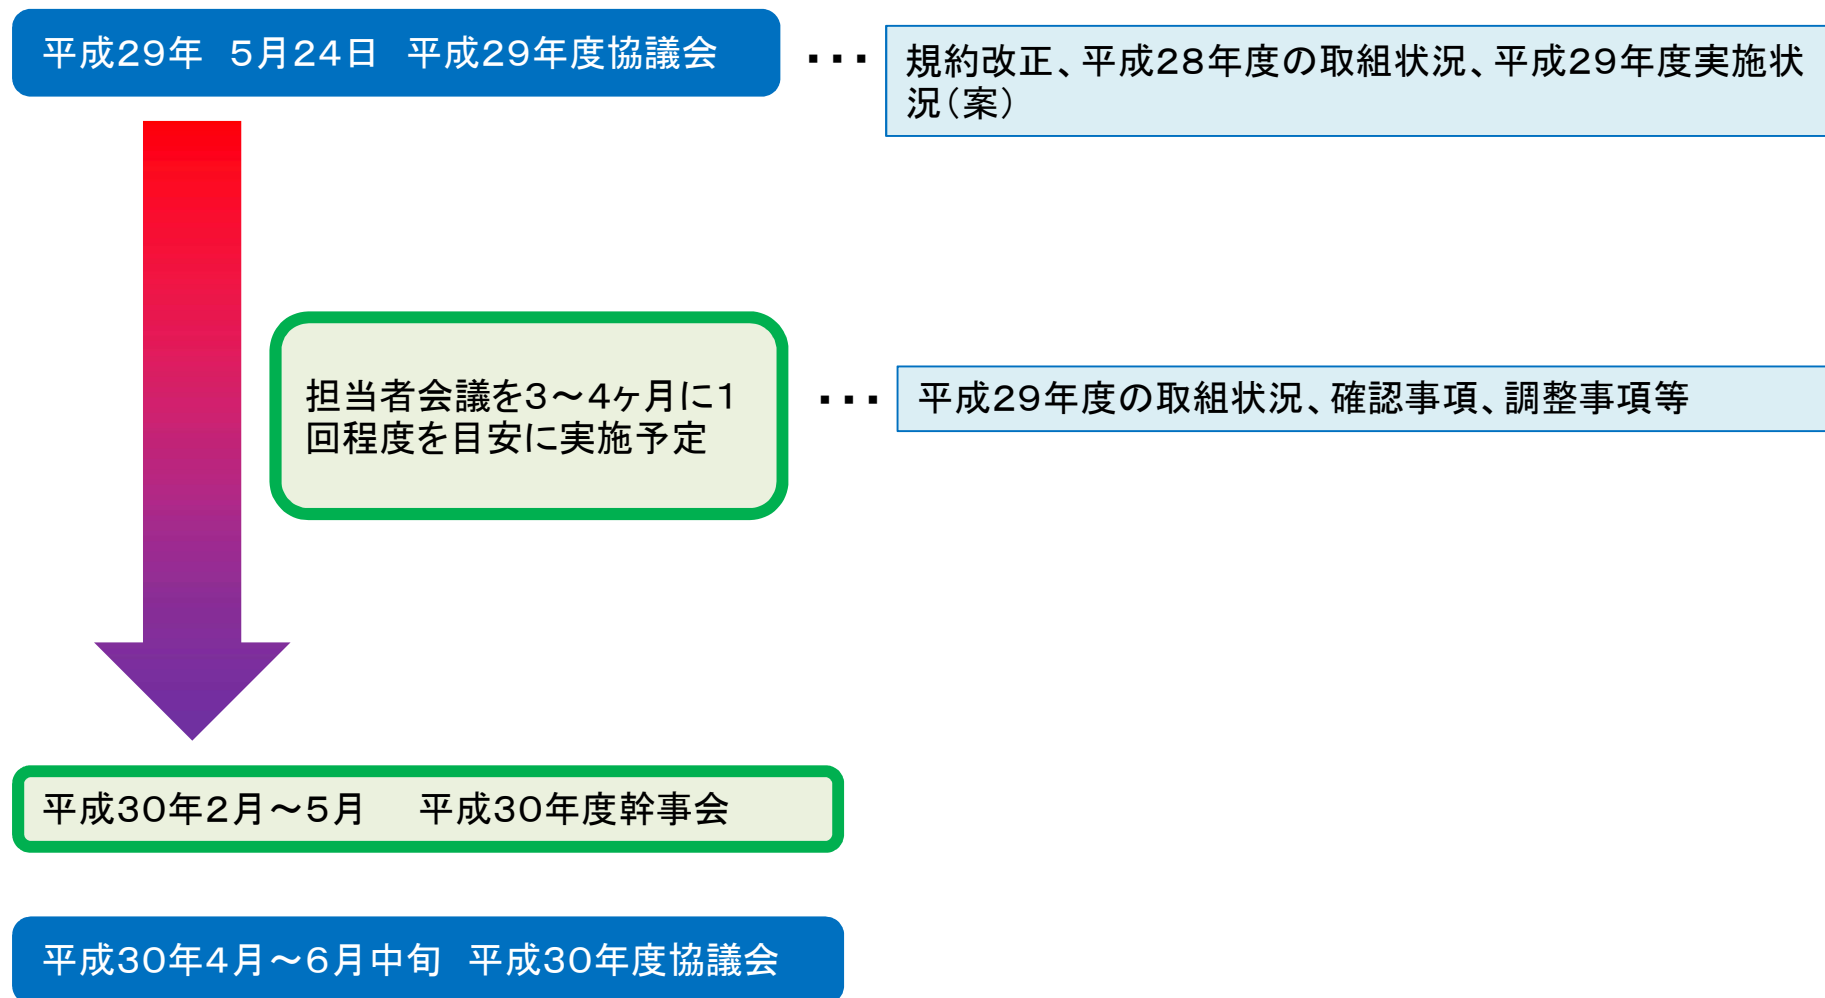 平成29年　5月24日　平成29年度協議会
･･･
規約改正、平成28年度の取組状況、平成29年度実施状
況（案）
担当者会議を3～4ヶ月に1
回程度を目安に実施予定
･･･
平成29年度の取組状況、確認事項、調整事項等
平成30年2月～5月　　平成30年度幹事会
平成30年4月～6月中旬　平成30年度協議会